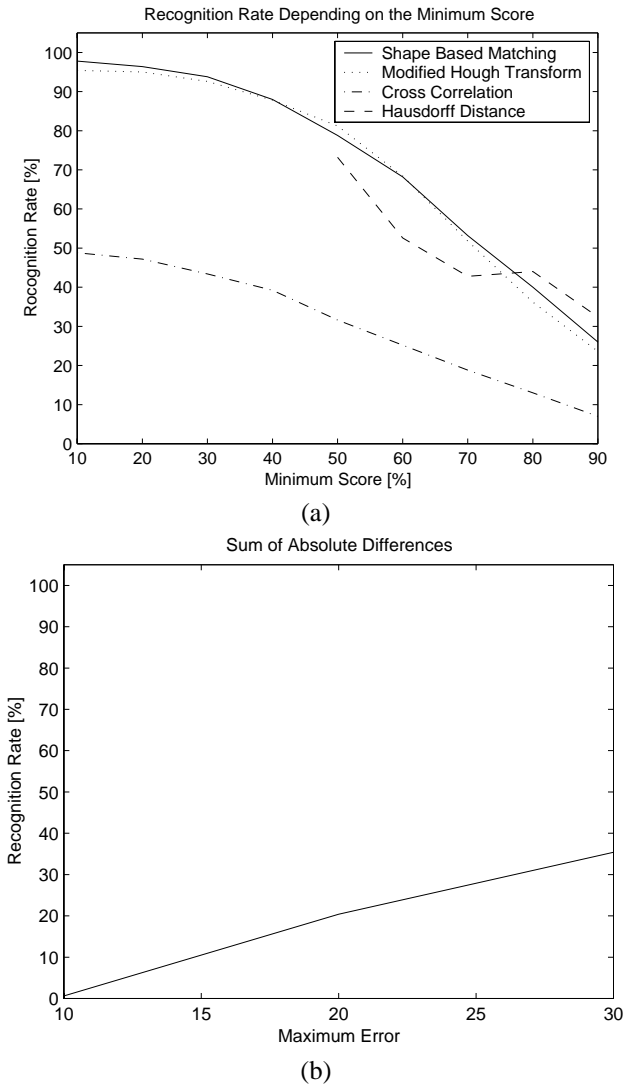 Recognition Rate Depending on the Minimum Score
Shape Based Matching
Modified Hough Transform
Cross Correlation
Hausdorff Distance
100
90
80
70
60
50
40
30
20
10
0
Rocognition Rate [%]
10 20 30 40 50 60 70 80 90
Minimum Score [%]
(a)
Sum of Absolute Differences
100
90
80
70
60
50
40
30
20
10
0
Recognition Rate [%]
10 15 20 25 30
Maximum Error
(b)